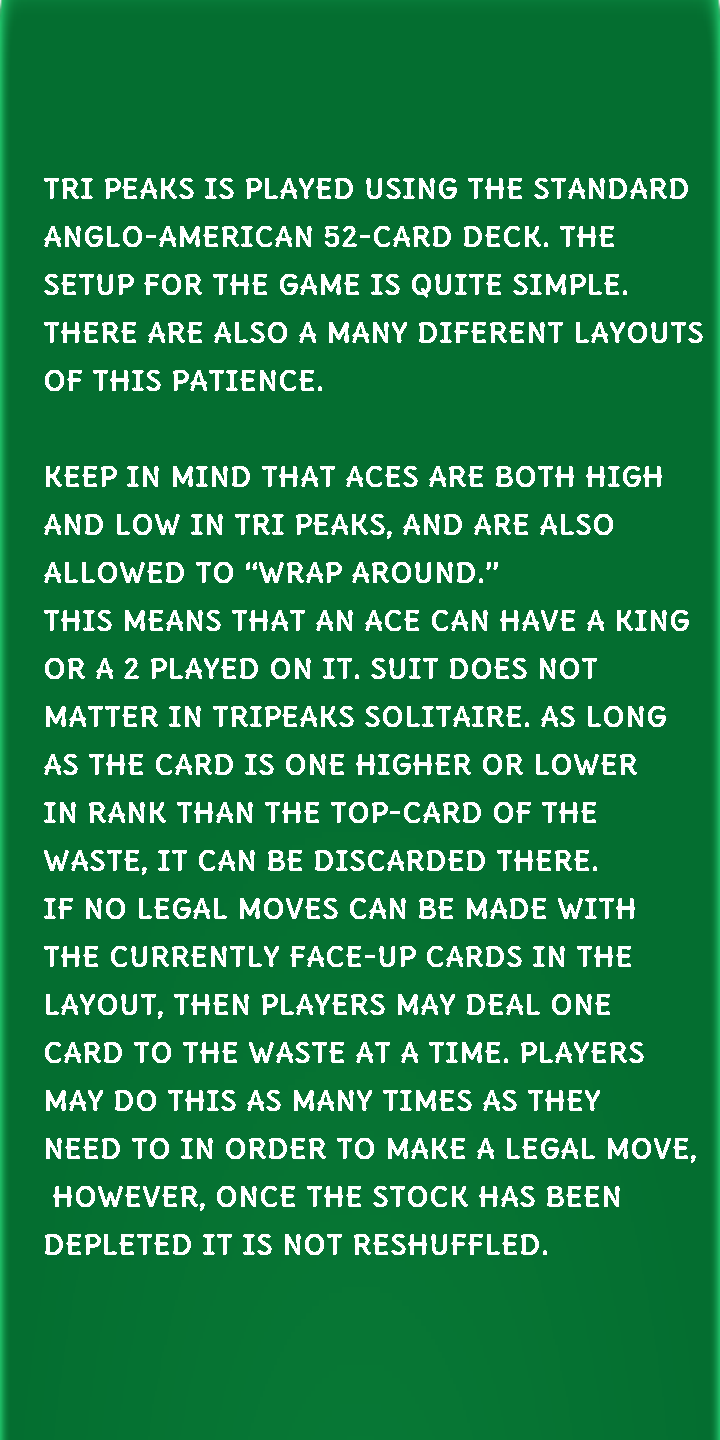 TRI PEAKS IS PLAYED USING THE STANDARD
ANGLO-AMERICAN 52-CARD DECK. THE
SETUP FOR THE GAME IS QUITE SIMPLE.
THERE ARE ALSO A MANY DIFERENT LAYOUTS
OF THIS PATIENCE.
KEEP IN MIND THAT ACES ARE BOTH HIGH
AND LOW IN TRI PEAKS, AND ARE ALSO
ALLOWED TO “WRAP AROUND.”
THIS MEANS THAT AN ACE CAN HAVE A KING
OR A 2 PLAYED ON IT. SUIT DOES NOT
MATTER IN TRIPEAKS SOLITAIRE. AS LONG
AS THE CARD IS ONE HIGHER OR LOWER
IN RANK THAN THE TOP-CARD OF THE
WASTE, IT CAN BE DISCARDED THERE.
IF NO LEGAL MOVES CAN BE MADE WITH
THE CURRENTLY FACE-UP CARDS IN THE
LAYOUT, THEN PLAYERS MAY DEAL ONE
CARD TO THE WASTE AT A TIME. PLAYERS
MAY DO THIS AS MANY TIMES AS THEY
NEED TO IN ORDER TO MAKE A LEGAL MOVE,
HOWEVER, ONCE THE STOCK HAS BEEN
DEPLETED IT IS NOT RESHUFFLED.